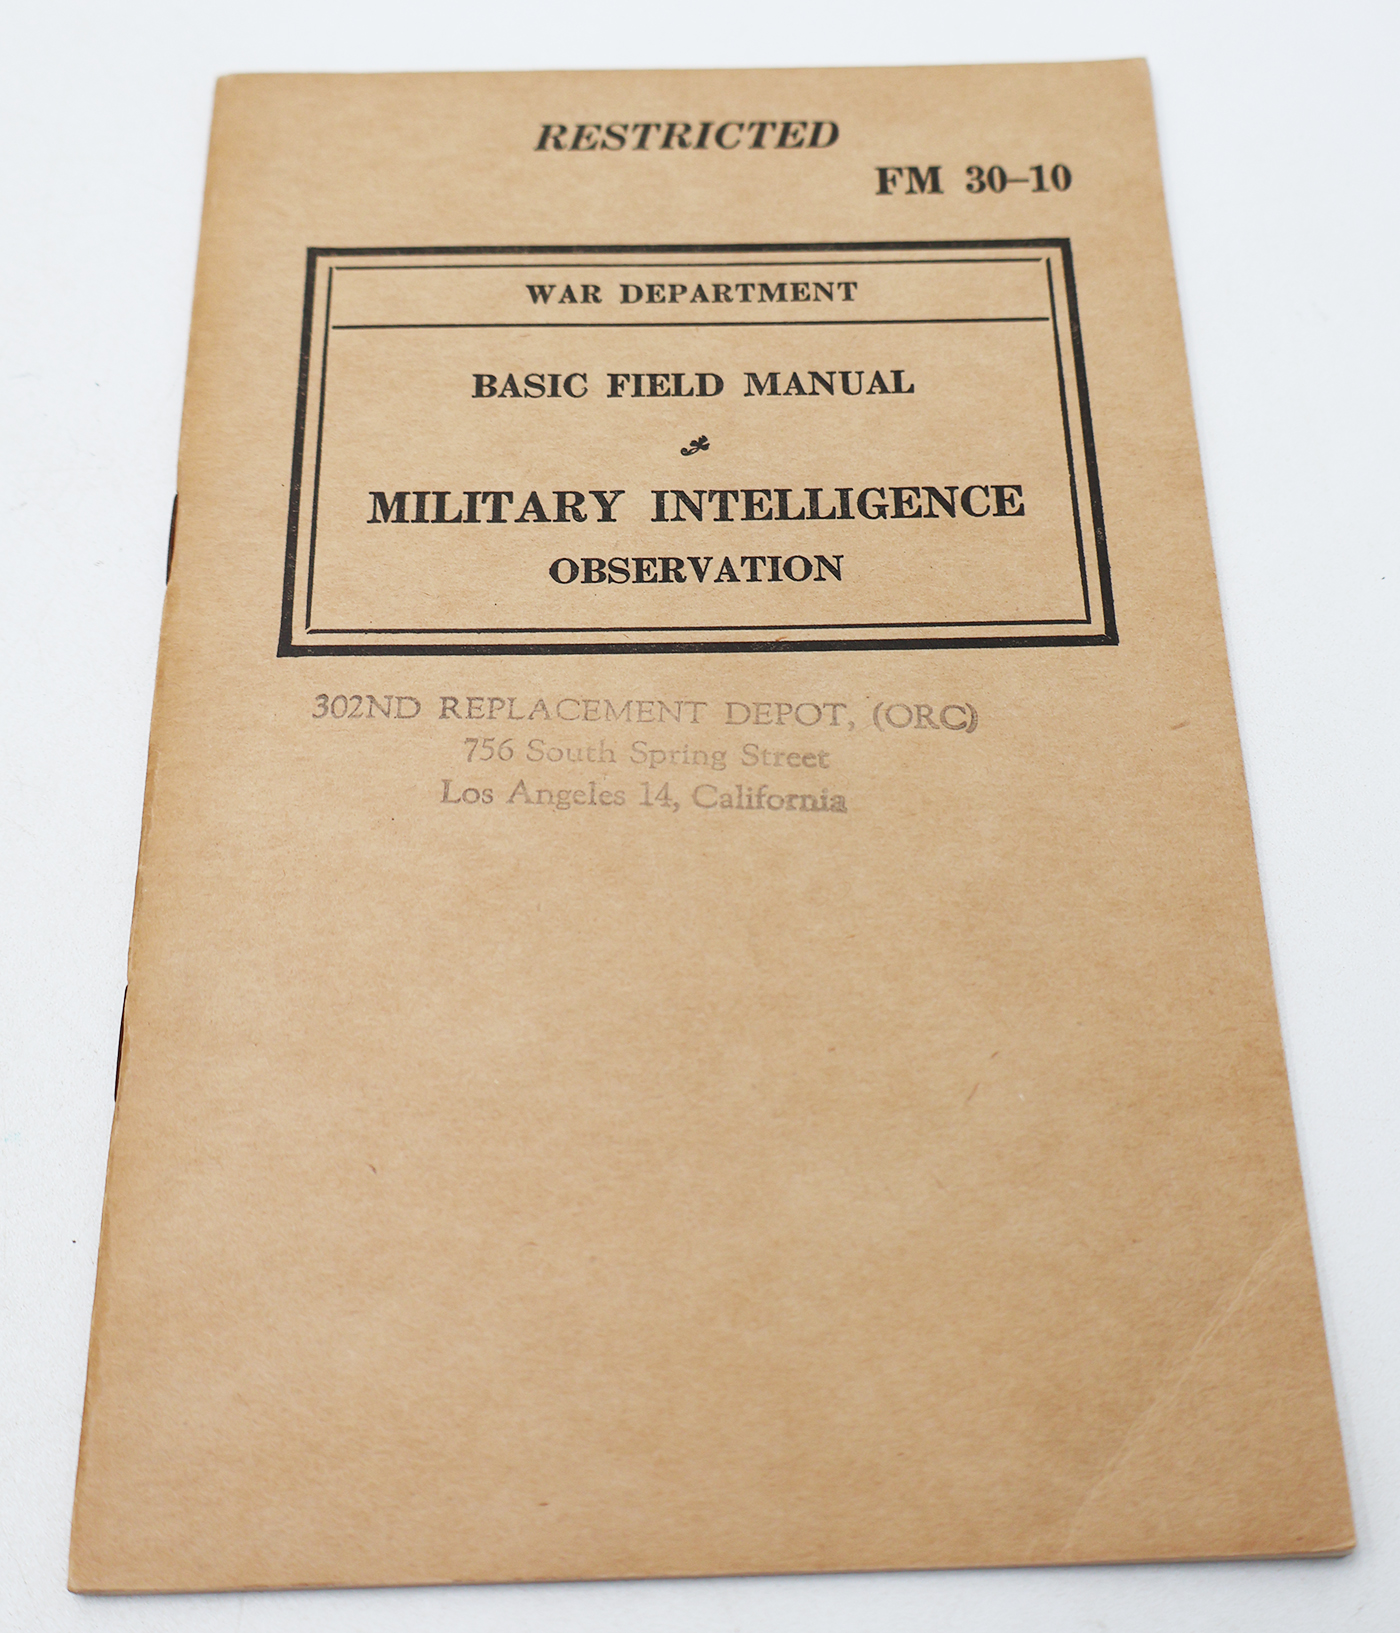 RESTRICTED
FM 30–10
WAR DEPARTMENT
BASIC FIELD MANUAL
MILITARY INTELLIGENCE
OBSERVATION
302ND REPLACEMENT DEPOT, (ORC)
756 South Spring Street
Los Angeles 14, California